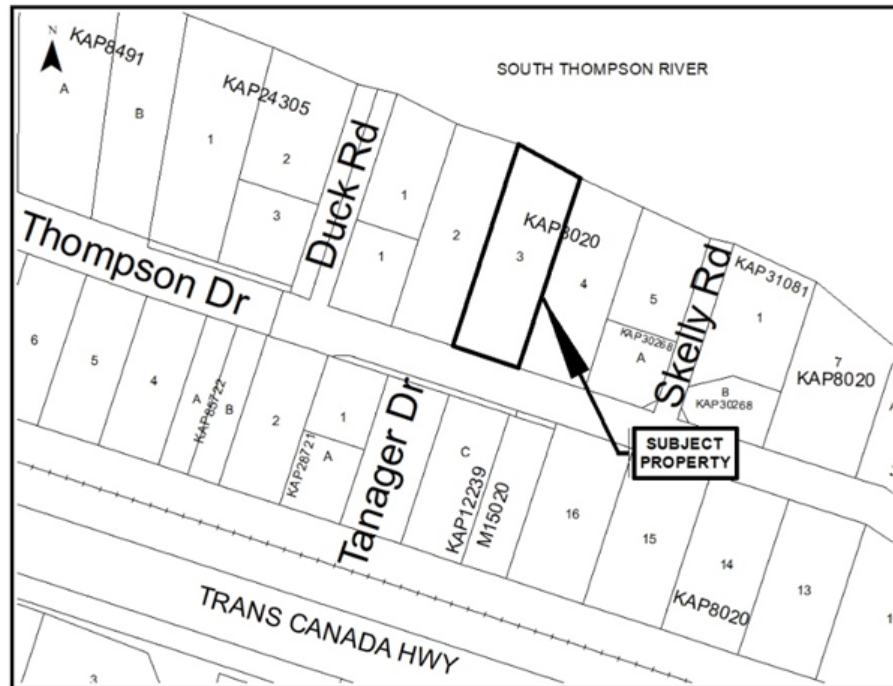 N
SOUTH THOMPSON RIVER
KAP8491
A
B
1
KAP24305
2
3
Duck Rd
1
1
2
3
KAP8020
4
5
KAP30268
A
Skelly Rd
KAP31081
1
B
KAP30268
7
KAP8020
Thompson Dr
6
5
4
A
KAP85722
B
2
1
KAP28721
A
Tanager Dr
C
KAP12239
M15020
16
SUBJECT
PROPERTY
15
14
KAP8020
13
1
TRANS CANADA HWY
3